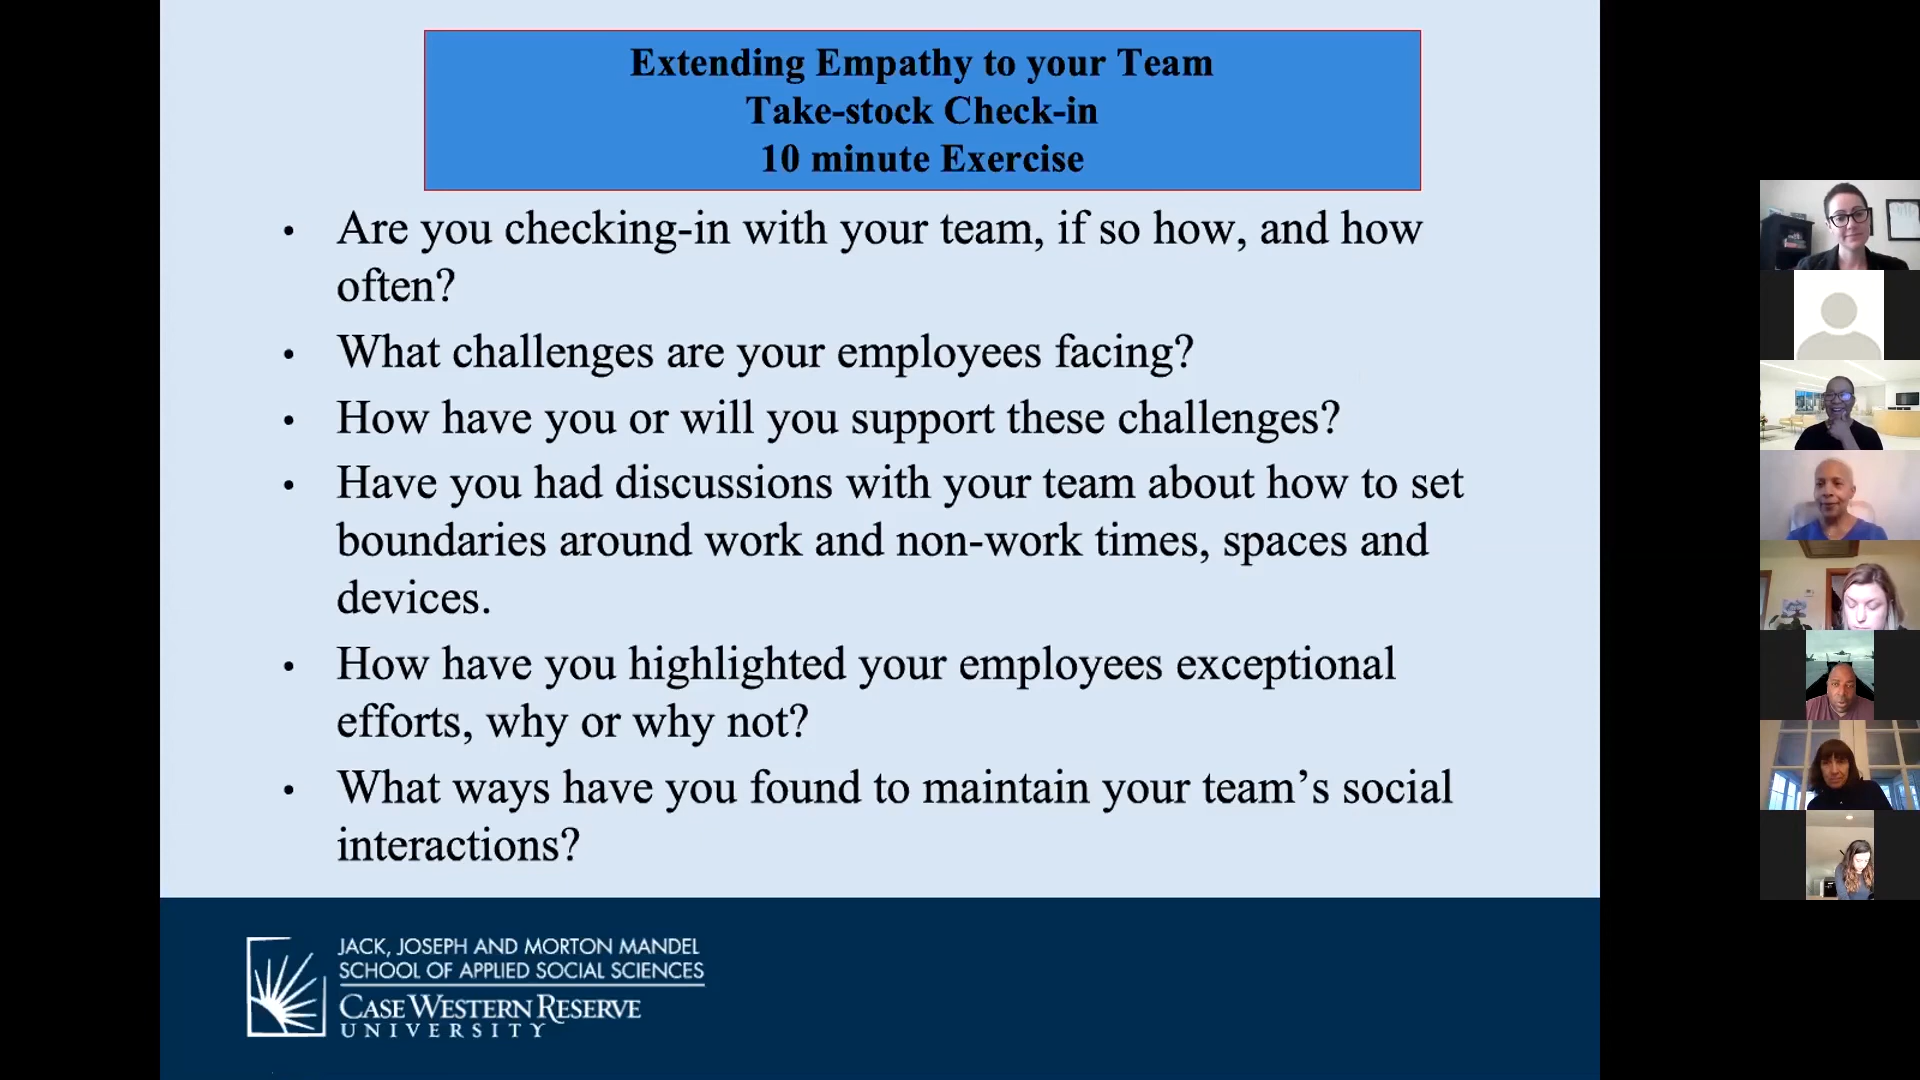 Extending Empathy to your Team
Take-stock Check-in
10 minute Exercise
• Are you checking-in with your team, if so how, and how
often?
• What challenges are your employees facing?
• How have you or will you support these challenges?
• Have you had discussions with your team about how to set
boundaries around work and non-work times, spaces and
devices.
• How have you highlighted your employees exceptional
efforts, why or why not?
• What ways have you found to maintain your team’s social
interactions?
JACK, JOSEPH AND MORTON MANDEL
SCHOOL OF APPLIED SOCIAL SCIENCES
CASE WESTERN RESERVE
UNIVERSITY